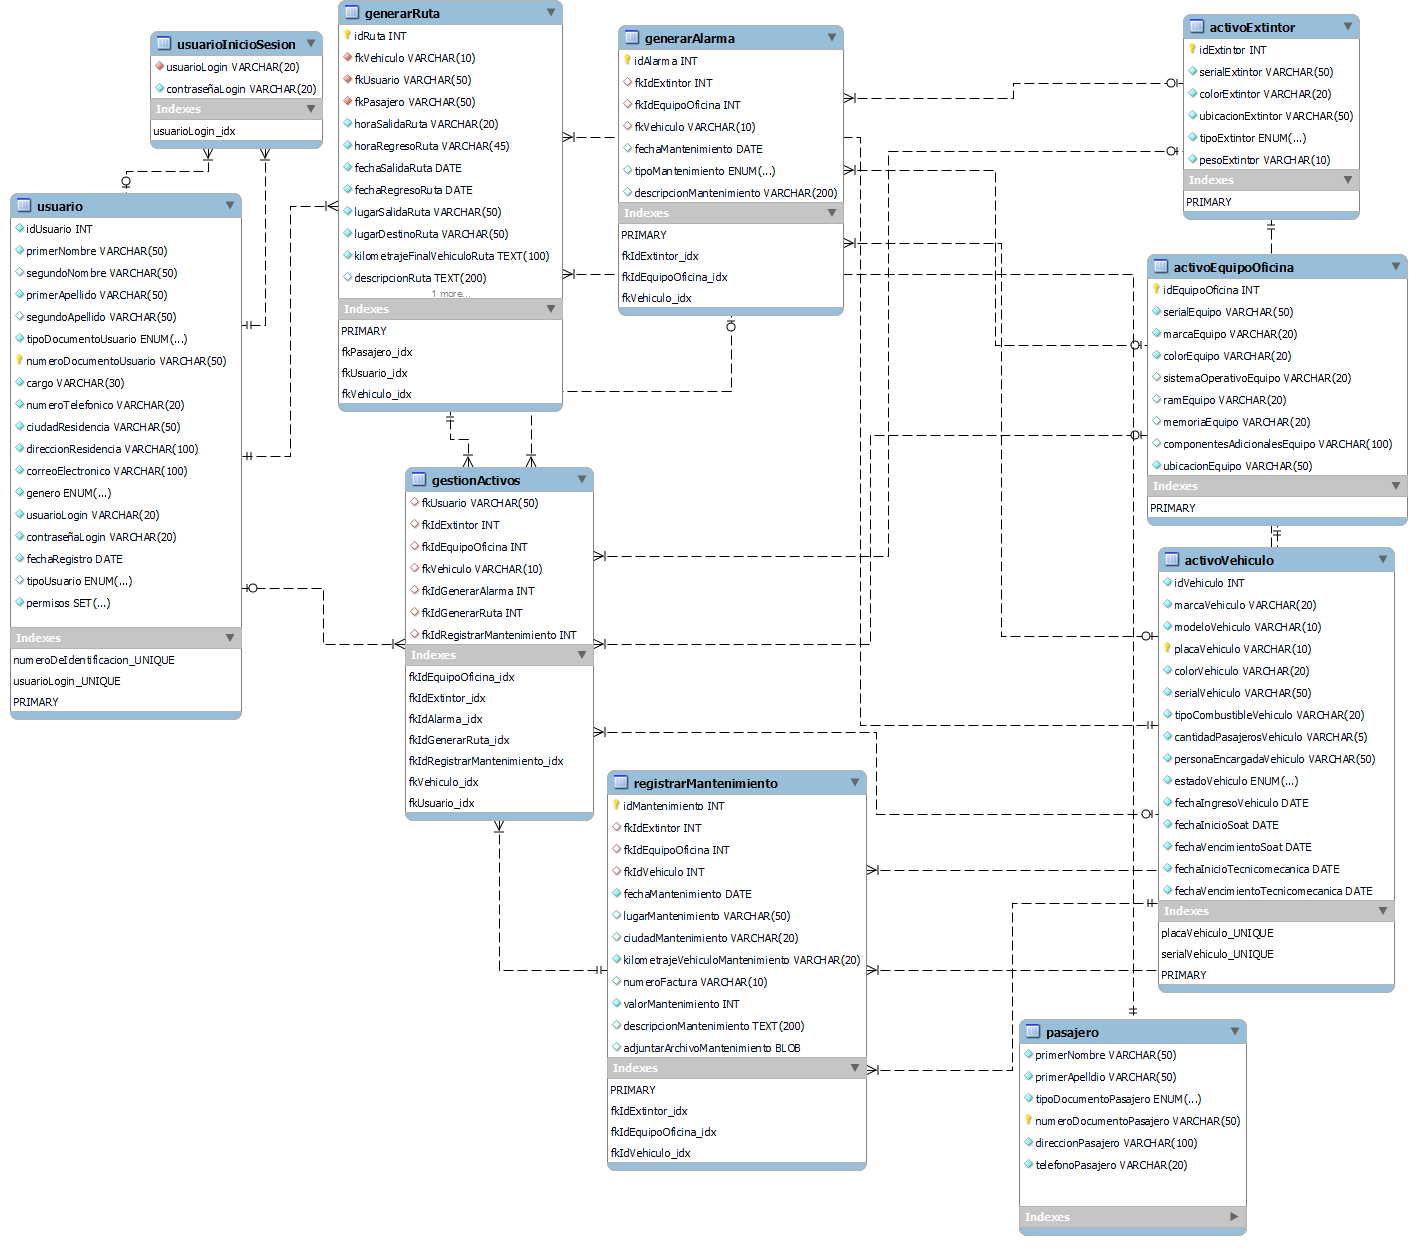 usuarioInicioSesion
usuarioLogin VARCHAR(20)
contraseñaLogin VARCHAR(20)
Indexes
usuarioLogin_idx
usuario
idUsuario INT
primerNombre VARCHAR(50)
segundoNombre VARCHAR(50)
primerApellido VARCHAR(50)
segundoApellido VARCHAR(50)
tipoDocumentoUsuario ENUM(...)
numeroDocumentoUsuario VARCHAR(50)
cargo VARCHAR(30)
numeroTelefonico VARCHAR(20)
ciudadResidencia VARCHAR(50)
direccionResidencia VARCHAR(100)
correoElectronico VARCHAR(100)
genero ENUM(...)
usuarioLogin VARCHAR(20)
contraseñaLogin VARCHAR(20)
fechaRegistro DATE
tipoUsuario ENUM(...)
permisos SET(...)
Indexes
numeroDeIdentificacion_UNIQUE
usuarioLogin_UNIQUE
PRIMARY
generarRuta
idRuta INT
fkVehiculo VARCHAR(10)
fkUsuario VARCHAR(50)
fkPasajero VARCHAR(50)
horaSalidaRuta VARCHAR(20)
horaRegresoRuta VARCHAR(45)
fechaSalidaRuta DATE
fechaRegresoRuta DATE
lugarSalidaRuta VARCHAR(50)
lugarDestinoRuta VARCHAR(50)
kilometrajeFinalVehiculoRuta TEXT(100)
descripcionRuta TEXT(200)
1 more...
Indexes
PRIMARY
fkPasajero_idx
fkUsuario_idx
fkVehiculo_idx
generarAlarma
idAlarma INT
fkIdExtintor INT
fkIdEquipoOficina INT
fkVehiculo VARCHAR(10)
fechaMantenimiento DATE
tipoMantenimiento ENUM(...)
descripcionMantenimiento VARCHAR(200)
Indexes
PRIMARY
fkIdExtintor_idx
fkIdEquipoOficina_idx
fkVehiculo_idx
gestionActivos
fkUsuario VARCHAR(50)
fkIdExtintor INT
fkIdEquipoOficina INT
fkVehiculo VARCHAR(10)
fkIdGenerarAlarma INT
fkIdGenerarRuta INT
fkIdRegistrarMantenimiento INT
Indexes
fkIdEquipoOficina_idx
fkIdExtintor_idx
fkIdAlarma_idx
fkIdGenerarRuta_idx
fkIdRegistrarMantenimiento_idx
fkVehiculo_idx
fkUsuario_idx
registrarMantenimiento
idMantenimiento INT
fkIdExtintor INT
fkIdEquipoOficina INT
fkIdVehiculo INT
fechaMantenimiento DATE
lugarMantenimiento VARCHAR(50)
ciudadMantenimiento VARCHAR(20)
kilometrajeVehiculoMantenimiento VARCHAR(20)
numeroFactura VARCHAR(10)
valorMantenimiento INT
descripcionMantenimiento TEXT(200)
adjuntarArchivoMantenimiento BLOB
Indexes
PRIMARY
fkIdExtintor_idx
fkIdEquipoOficina_idx
fkIdVehiculo_idx
activoExtintor
idExtintor INT
serialExtintor VARCHAR(50)
colorExtintor VARCHAR(20)
ubicacionExtintor VARCHAR(50)
tipoExtintor ENUM(...)
pesoExtintor VARCHAR(10)
Indexes
PRIMARY
activoEquipoOficina
idEquipoOficina INT
serialEquipo VARCHAR(50)
marcaEquipo VARCHAR(20)
colorEquipo VARCHAR(20)
sistemaOperativoEquipo VARCHAR(20)
ramEquipo VARCHAR(20)
memoriaEquipo VARCHAR(20)
componentesAdicionalesEquipo VARCHAR(100)
ubicacionEquipo VARCHAR(50)
Indexes
PRIMARY
activoVehiculo
idVehiculo INT
marcaVehiculo VARCHAR(20)
modeloVehiculo VARCHAR(10)
placaVehiculo VARCHAR(10)
colorVehiculo VARCHAR(20)
serialVehiculo VARCHAR(50)
tipoCombustibleVehiculo VARCHAR(20)
cantidadPasajerosVehiculo VARCHAR(5)
personaEncargadaVehiculo VARCHAR(50)
estadoVehiculo ENUM(...)
fechaIngresoVehiculo DATE
fechaInicioSoat DATE
fechaVencimientoSoat DATE
fechaInicioTecnicomecanica DATE
fechaVencimientoTecnicomecanica DATE
Indexes
placaVehiculo_UNIQUE
serialVehiculo_UNIQUE
PRIMARY
pasajero
primerNombre VARCHAR(50)
primerApelldio VARCHAR(50)
tipoDocumentoPasajero ENUM(...)
numeroDocumentoPasajero VARCHAR(50)
direccionPasajero VARCHAR(100)
telefonoPasajero VARCHAR(20)
Indexes